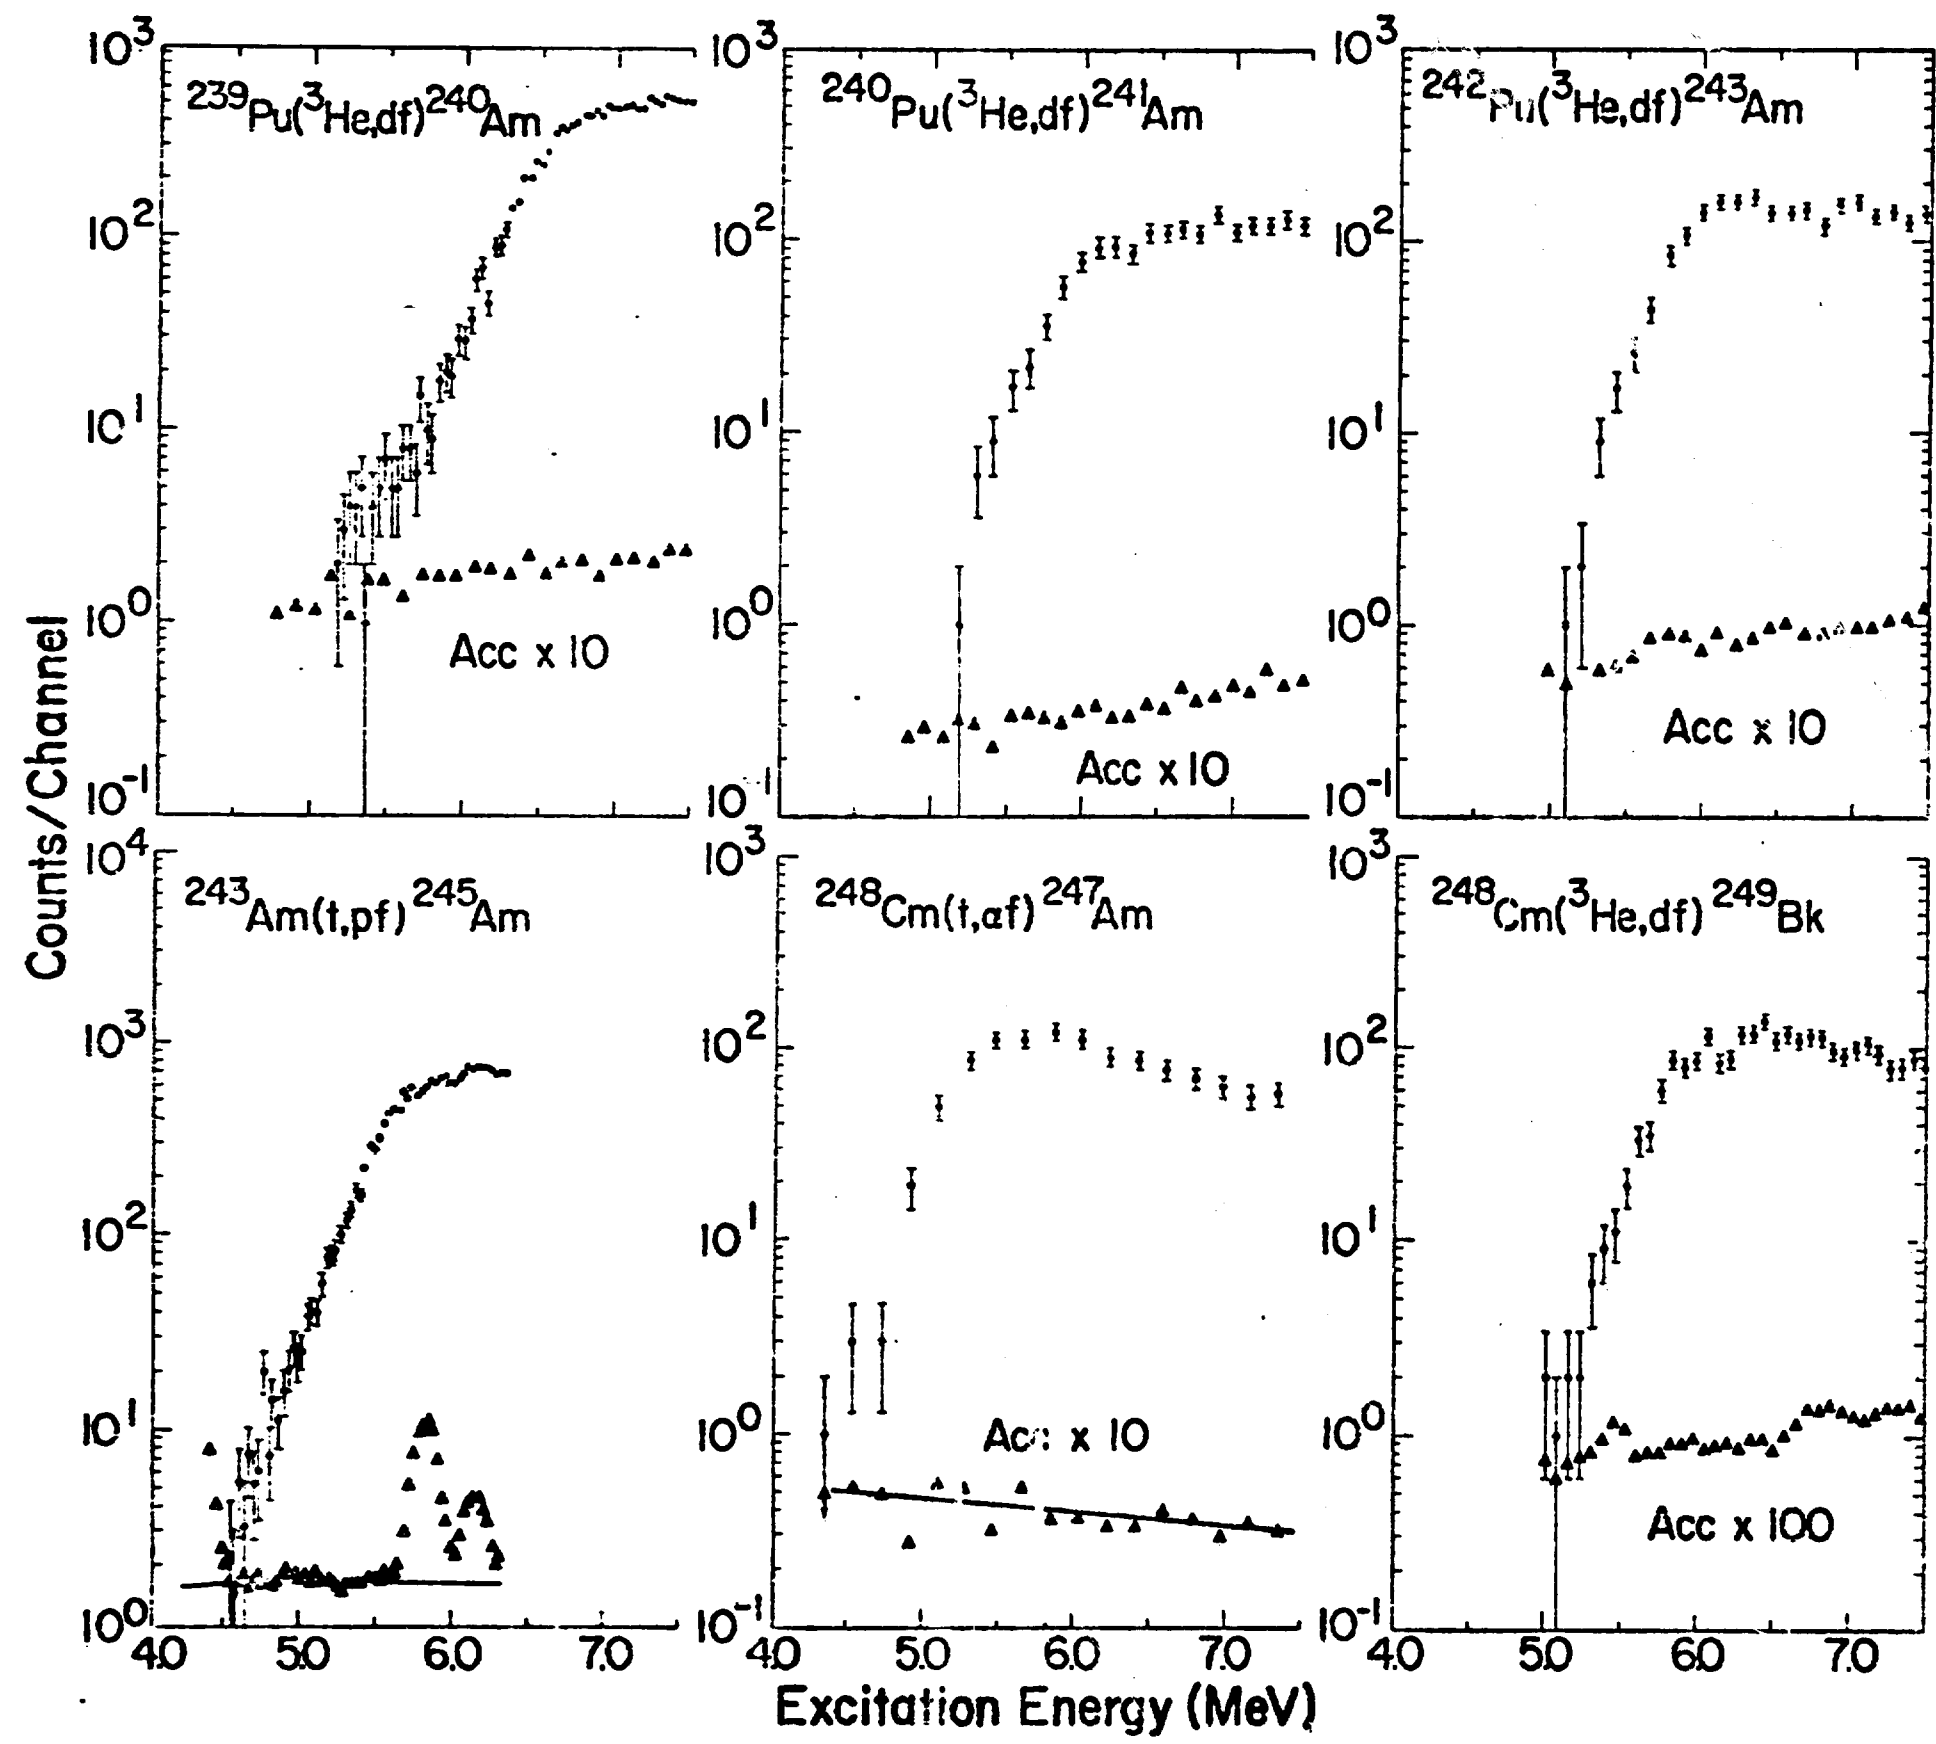 10³
²³⁹Pu(³He,df)²⁴⁰Am
10²
10¹
10⁰
10⁻¹
Acc x 10
10³
²⁴⁰Pu(³He,df)²⁴¹Am
10²
10¹
10⁰
10⁻¹
Acc x 10
10³
²⁴²Pu(³He,df)²⁴³Am
10²
10¹
10⁰
10⁻¹
Acc x 10
Counts/Channel
10⁴
²⁴³Am(t,pf)²⁴⁵Am
10³
10²
10¹
10⁰
4.0 5.0 6.0 7.0
10³
²⁴⁸Cm(t,αf)²⁴⁷Am
10²
10¹
10⁰
10⁻¹
Acc x 10
4.0 5.0 6.0 7.0
10³
²⁴⁸Cm(³He,df)²⁴⁹Bk
10²
10¹
10⁰
10⁻¹
Acc x 100
4.0 5.0 6.0 7.0
Excitation Energy (MeV)